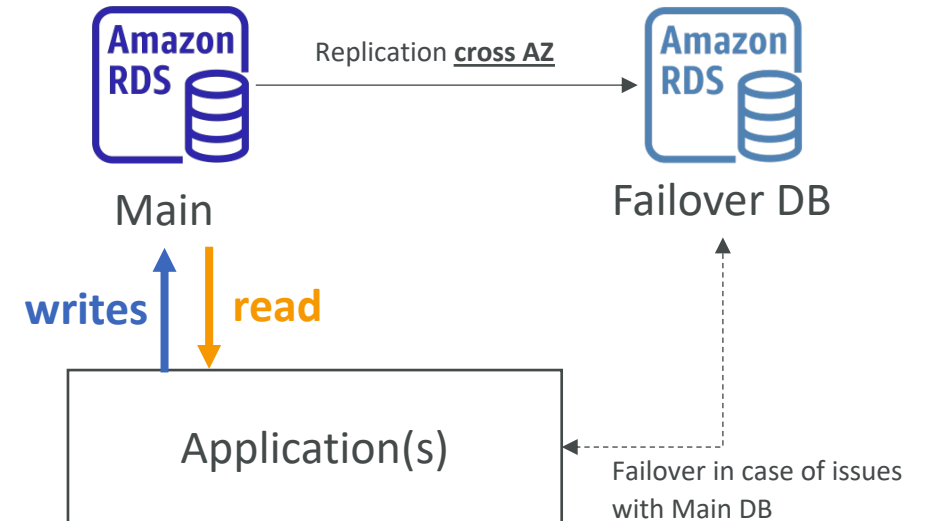 Amazon
RDS
Replication cross AZ
Amazon
RDS
Main
Failover DB
writes
read
Application(s)
Failover in case of issues
with Main DB